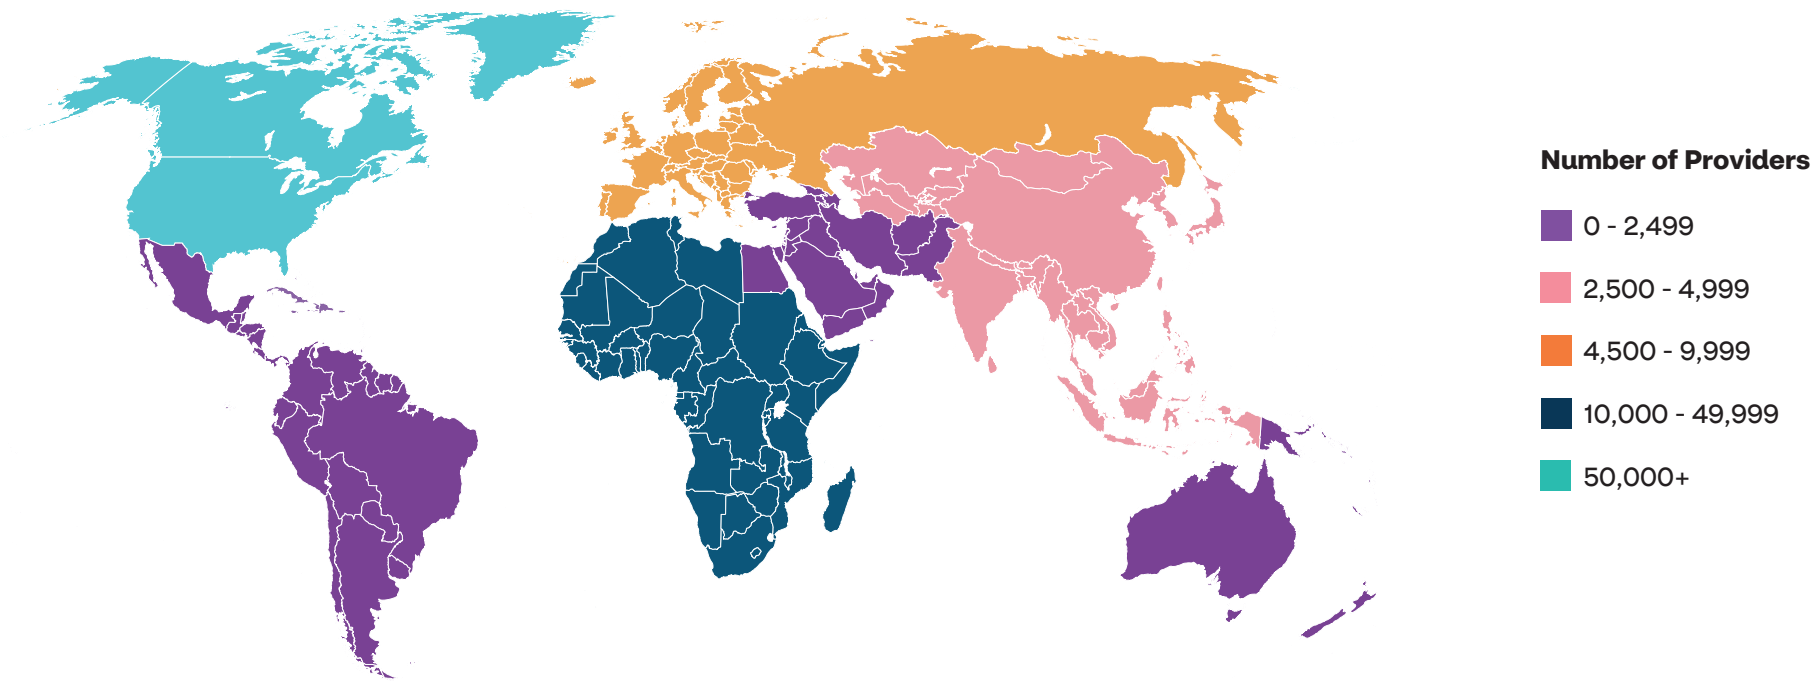 Number of Providers
0 - 2,499
2,500 - 4,999
4,500 - 9,999
10,000 - 49,999
50,000+